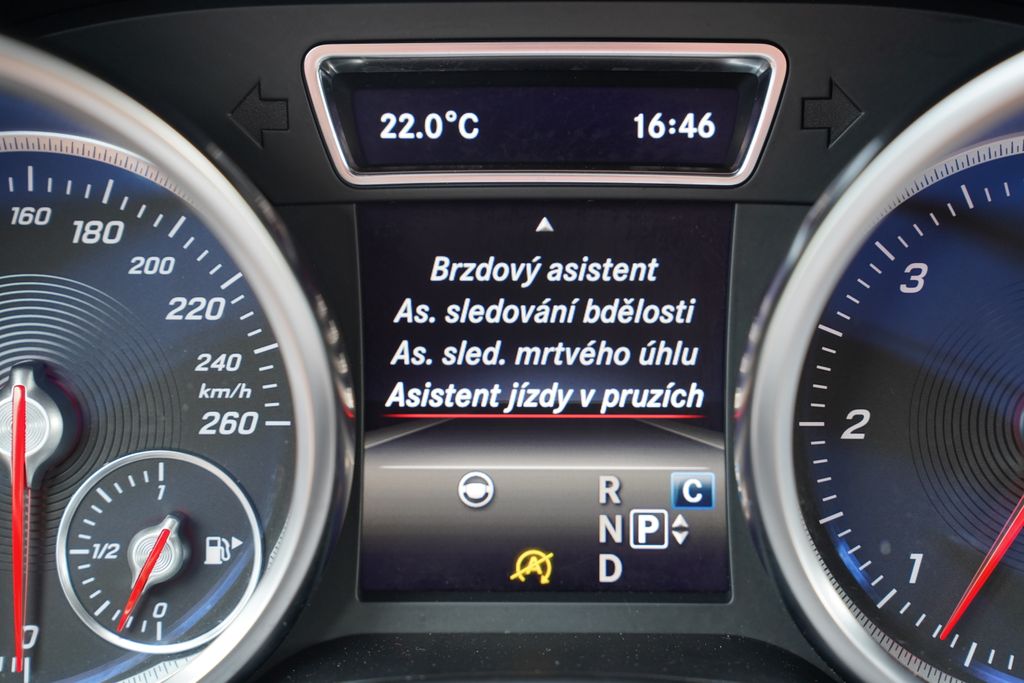 22.0°C 16:46
Brzdový asistent
As. sledování bdělosti
As. sled. mrtvého úhlu
Asistent jízdy v pruzích
R C
N P
D
A
160
180
200
220
240
km/h
260
1
1/2
0
0
3
2
1